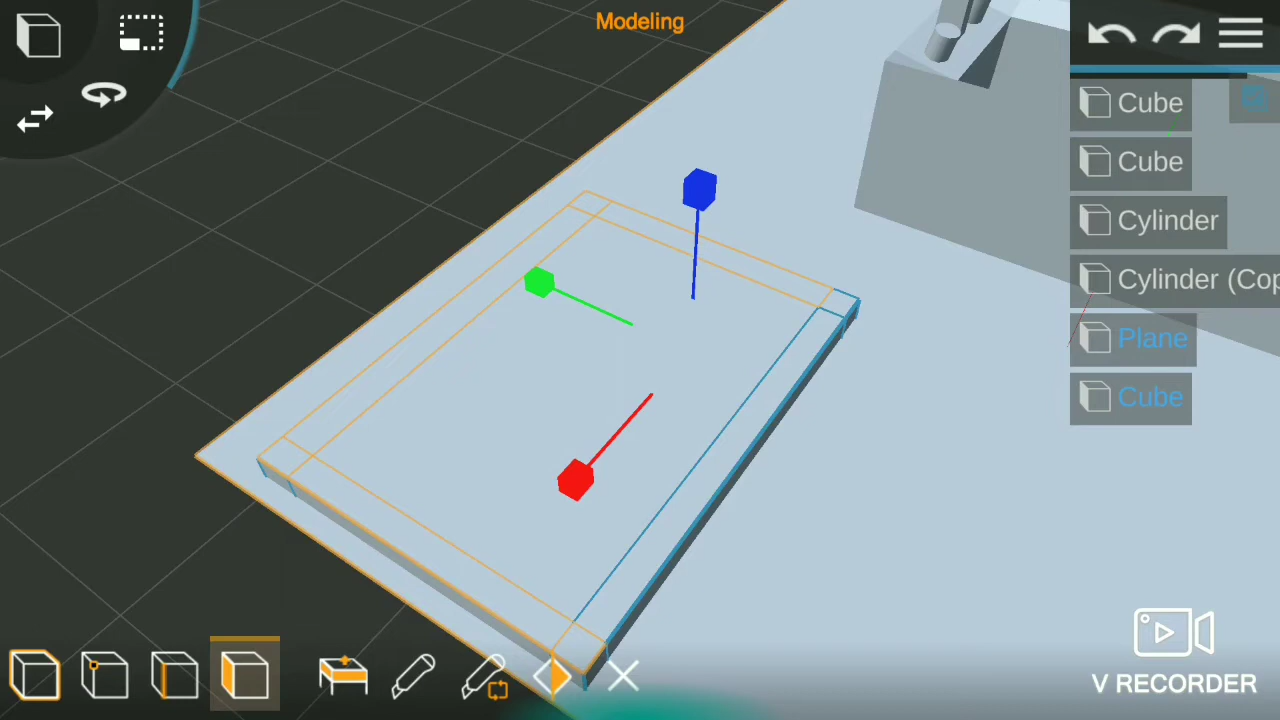 Modeling
Cube
Cube
Cylinder
Cylinder (Cop
Plane
Cube
V RECORDER